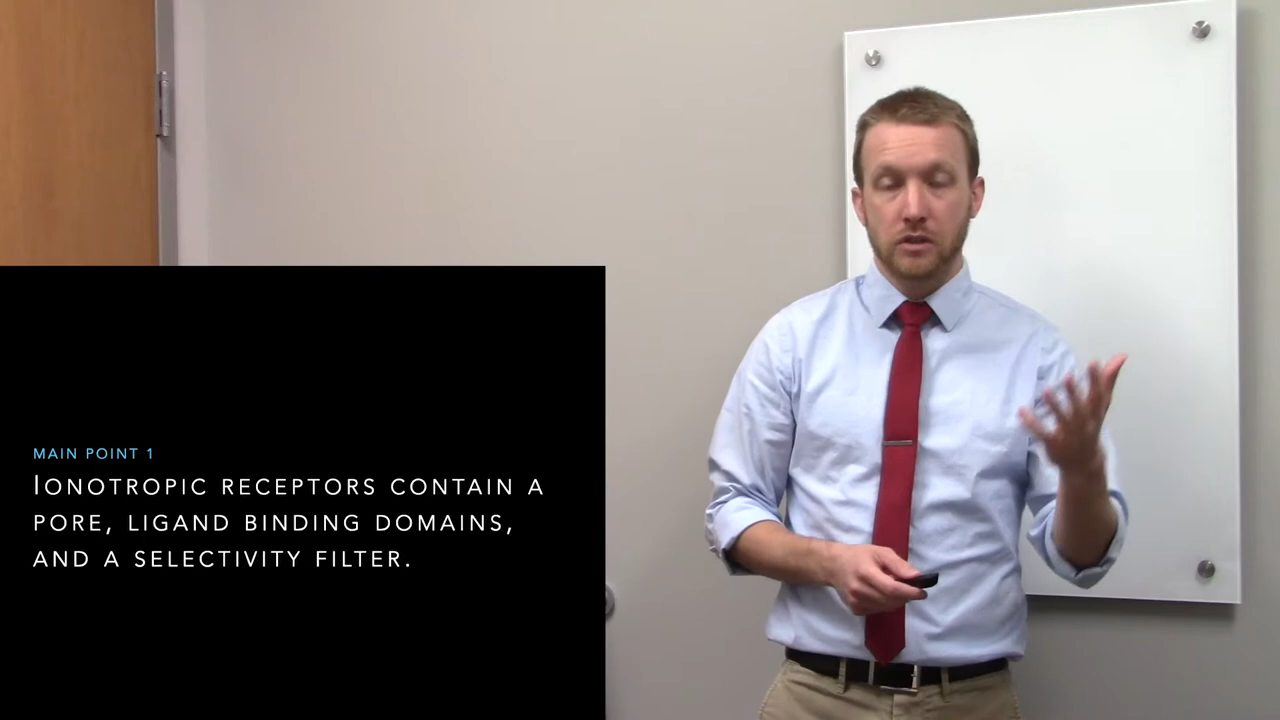 MAIN POINT 1
IONOTROPIC RECEPTORS CONTAIN A
PORE, LIGAND BINDING DOMAINS,
AND A SELECTIVITY FILTER.